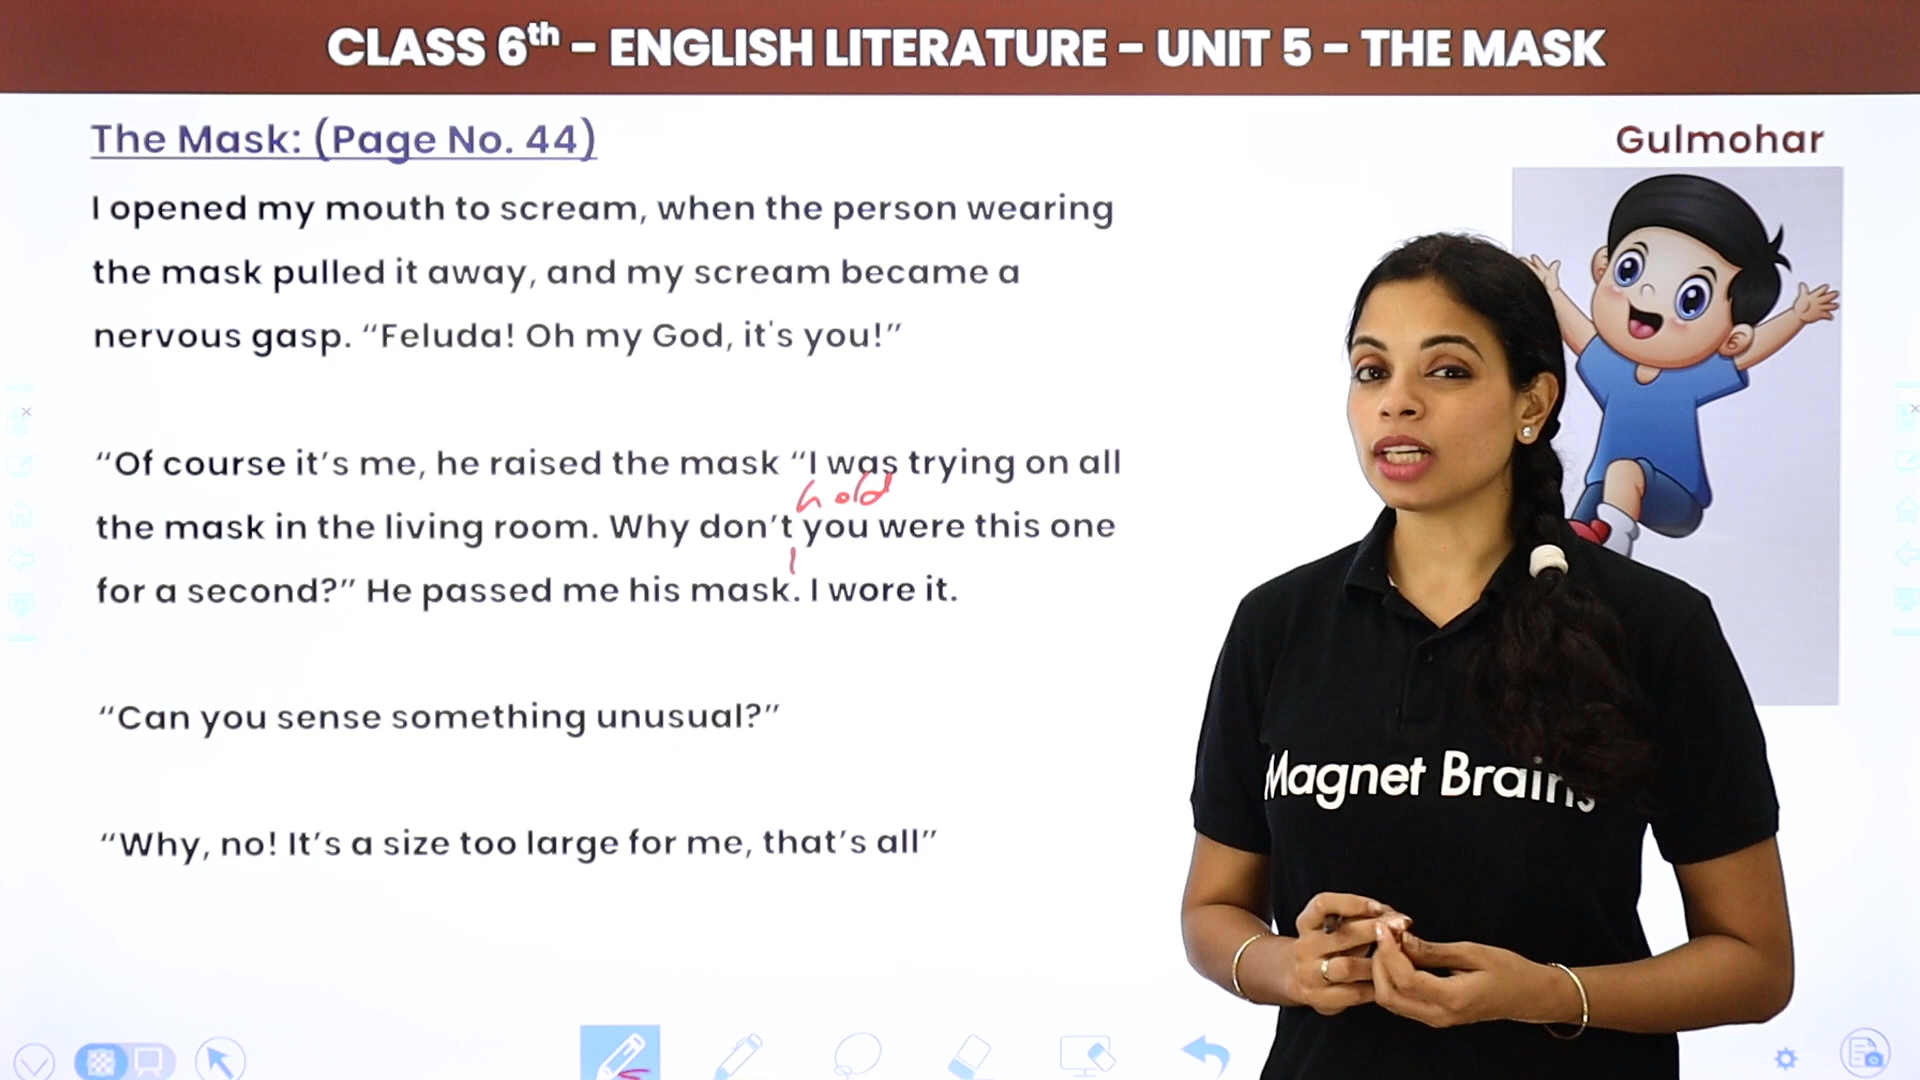 CLASS 6th – ENGLISH LITERATURE – UNIT 5 – THE MASK
The Mask: (Page No. 44)
Gulmohar
I opened my mouth to scream, when the person wearing
the mask pulled it away, and my scream became a
nervous gasp. “Feluda! Oh my God, it's you!”
“Of course it’s me, he raised the mask “I was trying on all
hold
the mask in the living room. Why don’t you were this one
for a second?” He passed me his mask. I wore it.
“Can you sense something unusual?”
“Why, no! It’s a size too large for me, that’s all”
Magnet Brains